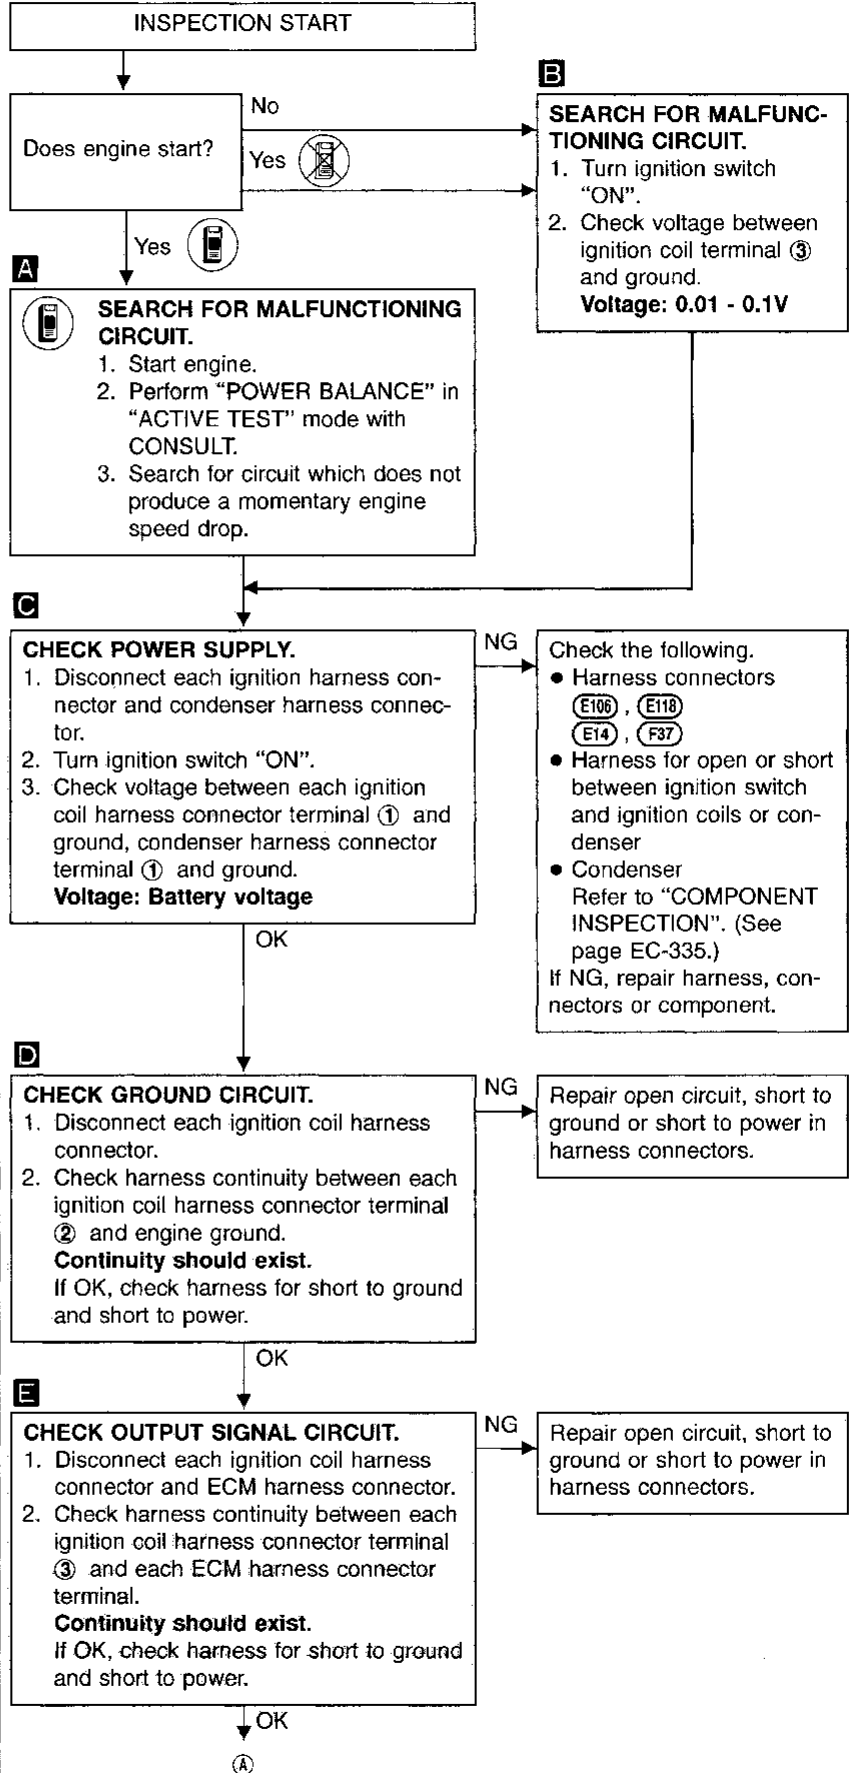 INSPECTION START
Does engine start?
No
Yes
Yes
B
SEARCH FOR MALFUNC-
TIONING CIRCUIT.
1. Turn ignition switch
"ON".
2. Check voltage between
ignition coil terminal ③
and ground.
Voltage: 0.01 - 0.1V
A
SEARCH FOR MALFUNCTIONING
CIRCUIT.
1. Start engine.
2. Perform "POWER BALANCE" in
"ACTIVE TEST" mode with
CONSULT.
3. Search for circuit which does not
produce a momentary engine
speed drop.
C
CHECK POWER SUPPLY.
1. Disconnect each ignition harness con-
nector and condenser harness connec-
tor.
2. Turn ignition switch "ON".
3. Check voltage between each ignition
coil harness connector terminal ① and
ground, condenser harness connector
terminal ① and ground.
Voltage: Battery voltage
NG
Check the following.
● Harness connectors
E106 , E118
E14 , F37
● Harness for open or short
between ignition switch
and ignition coils or con-
denser
● Condenser
Refer to "COMPONENT
INSPECTION". (See
page EC-335.)
If NG, repair harness, con-
nectors or component.
OK
D
CHECK GROUND CIRCUIT.
1. Disconnect each ignition coil harness
connector.
2. Check harness continuity between each
ignition coil harness connector terminal
② and engine ground.
Continuity should exist.
If OK, check harness for short to ground
and short to power.
NG
Repair open circuit, short to
ground or short to power in
harness connectors.
OK
E
CHECK OUTPUT SIGNAL CIRCUIT.
1. Disconnect each ignition coil harness
connector and ECM harness connector.
2. Check harness continuity between each
ignition coil harness connector terminal
③ and each ECM harness connector
terminal.
Continuity should exist.
If OK, check harness for short to ground
and short to power.
NG
Repair open circuit, short to
ground or short to power in
harness connectors.
OK
Ⓐ